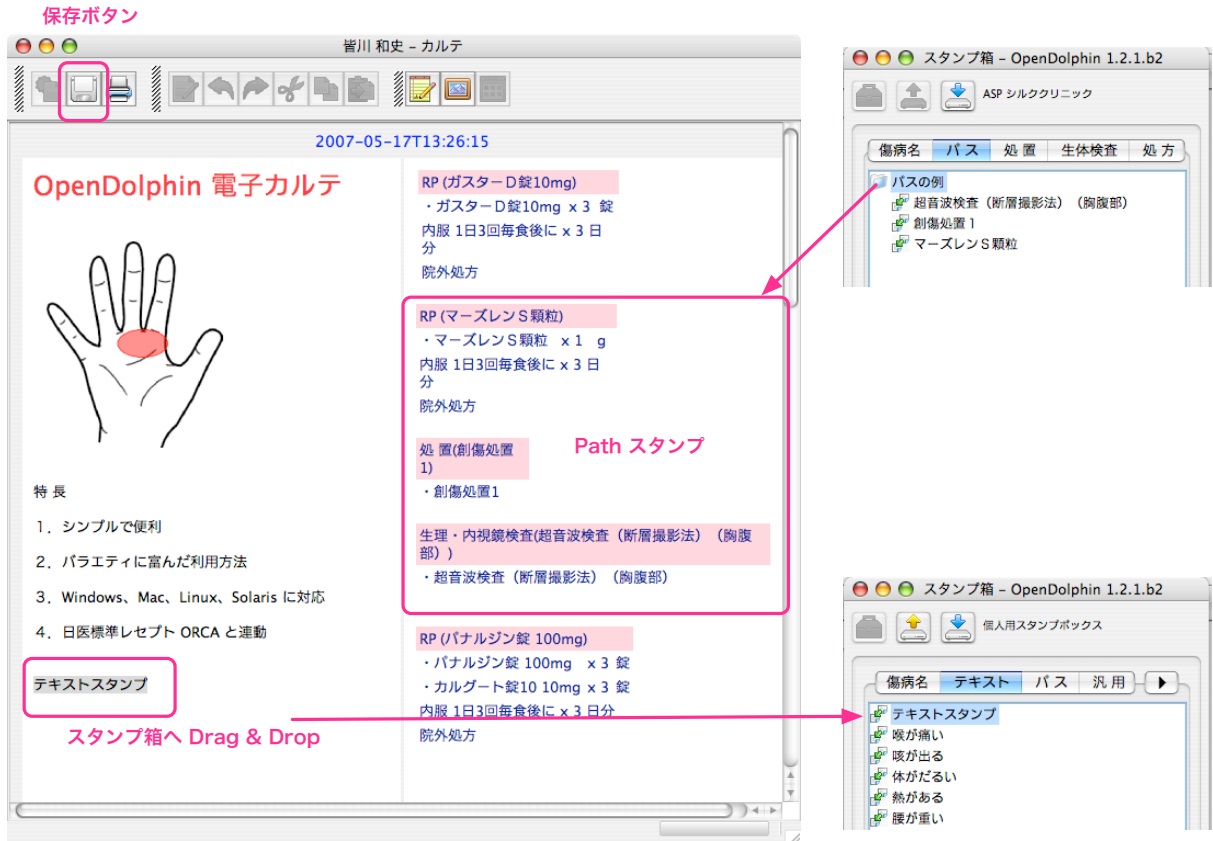 保存ボタン
皆川 和史 – カルテ
2007-05-17T13:26:15
OpenDolphin 電子カルテ
特 長
1．シンプルで便利
2．バラエティに富んだ利用方法
3．Windows、Mac、Linux、Solaris に対応
4．日医標準レセプト ORCA と連動
テキストスタンプ
スタンプ箱へ Drag & Drop
RP (ガスターＤ錠10mg)
・ガスターＤ錠10mg x 3 錠
内服 1日3回毎食後に x 3 日
分
院外処方
RP (マーズレンＳ顆粒)
・マーズレンＳ顆粒 x 1 g
内服 1日3回毎食後に x 3 日
分
院外処方
処 置(創傷処置
1)
・創傷処置1
Path スタンプ
生理・内視鏡検査(超音波検査（断層撮影法）（胸腹
部）)
・超音波検査（断層撮影法）（胸腹部）
RP (パナルジン錠 100mg)
・パナルジン錠 100mg x 3 錠
・カルグート錠10 10mg x 3 錠
内服 1日3回毎食後に x 3 日分
院外処方
スタンプ箱 – OpenDolphin 1.2.1.b2
ASP シルククリニック
傷病名 パ ス 処 置 生体検査 処 方
パスの例
超音波検査（断層撮影法）（胸腹部）
創傷処置１
マーズレンＳ顆粒
スタンプ箱 – OpenDolphin 1.2.1.b2
個人用スタンプボックス
傷病名 テキスト パ ス 汎 用
テキストスタンプ
喉が痛い
咳が出る
体がだるい
熱がある
腰が重い